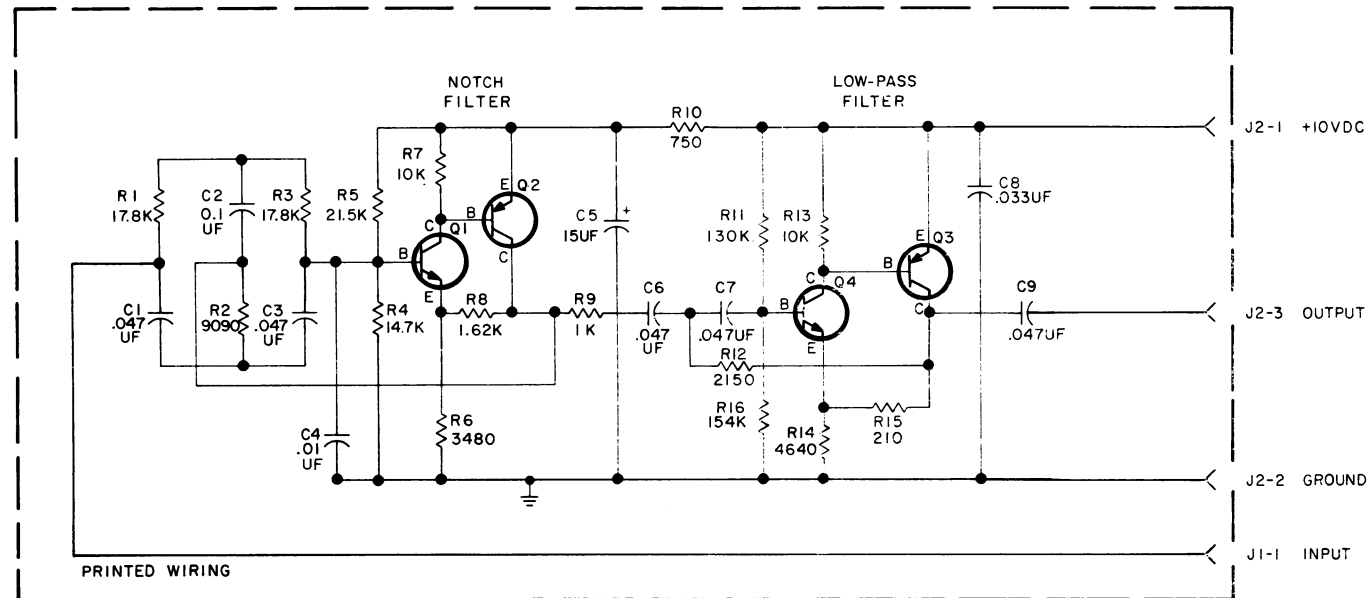 NOTCH
FILTER
LOW-PASS
FILTER
R10
750
J2-1 +10VDC
R1
17.8K
C2
0.1
UF
R3
17.8K
R5
21.5K
R7
10K
E Q2
B
C
C Q1
B
E
C5
15UF
+
R11
130K
R13
10K
C8
.033UF
E Q3
B
C
C1
.047
UF
R2
9090
C3
.047
UF
R4
14.7K
R8
1.62K
R9
1K
C6
.047
UF
C7
.047UF
C Q4
B
E
C9
.047UF
J2-3 OUTPUT
R12
2150
R6
3480
R16
154K
R14
4640
R15
210
C4
.01
UF
J2-2 GROUND
J1-1 INPUT
PRINTED WIRING